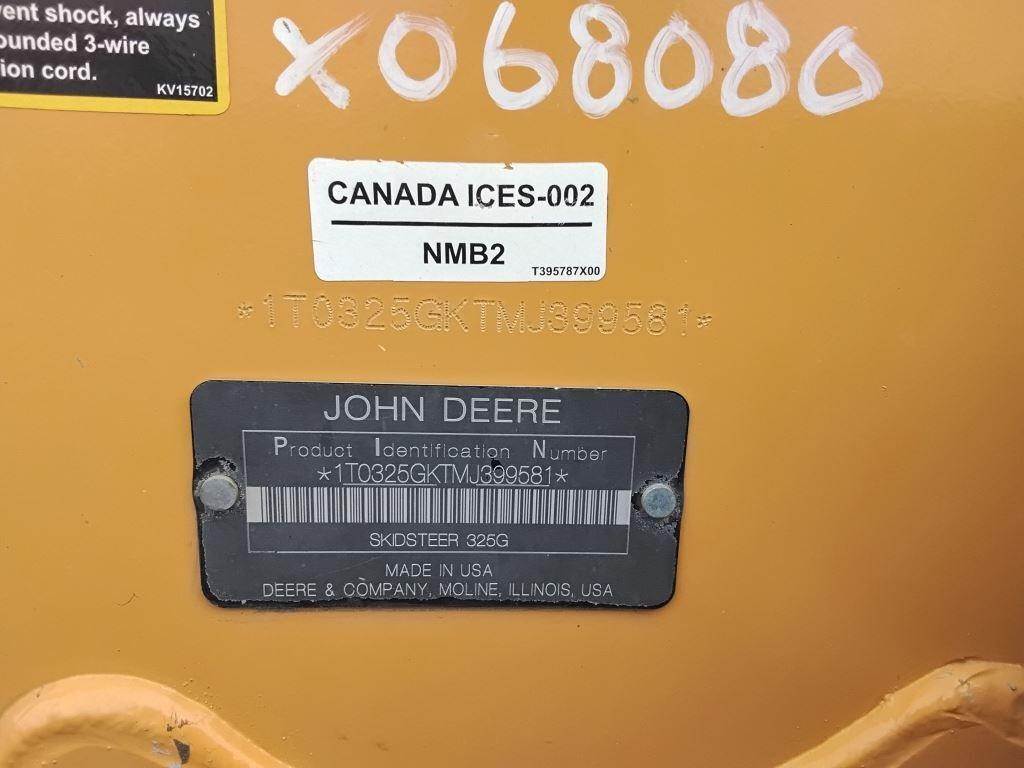 ent shock, always
ounded 3-wire
ion cord.
KV15702
X068080
CANADA ICES-002
NMB2
T395787X00
*1T0325GKTMJ399581*
JOHN DEERE
Product Identification Number
*1T0325GKTMJ399581*
SKIDSTEER 325G
MADE IN USA
DEERE & COMPANY, MOLINE, ILLINOIS, USA